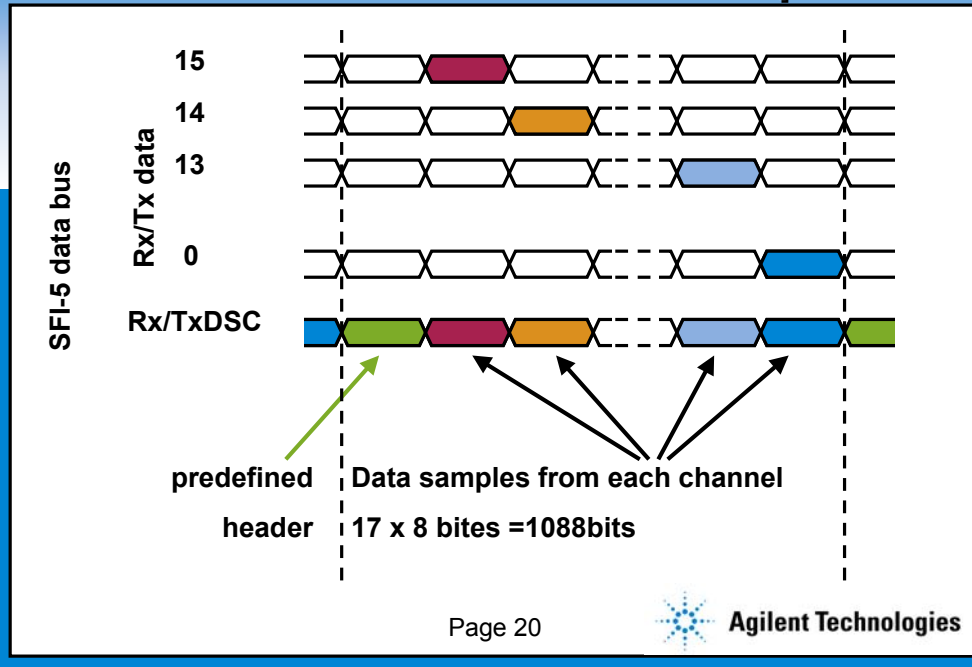 15
14
13
0
Rx/TxDSC
SFI-5 data bus
Rx/Tx data
predefined
header
Data samples from each channel
17 x 8 bites =1088bits
Page 20
Agilent Technologies